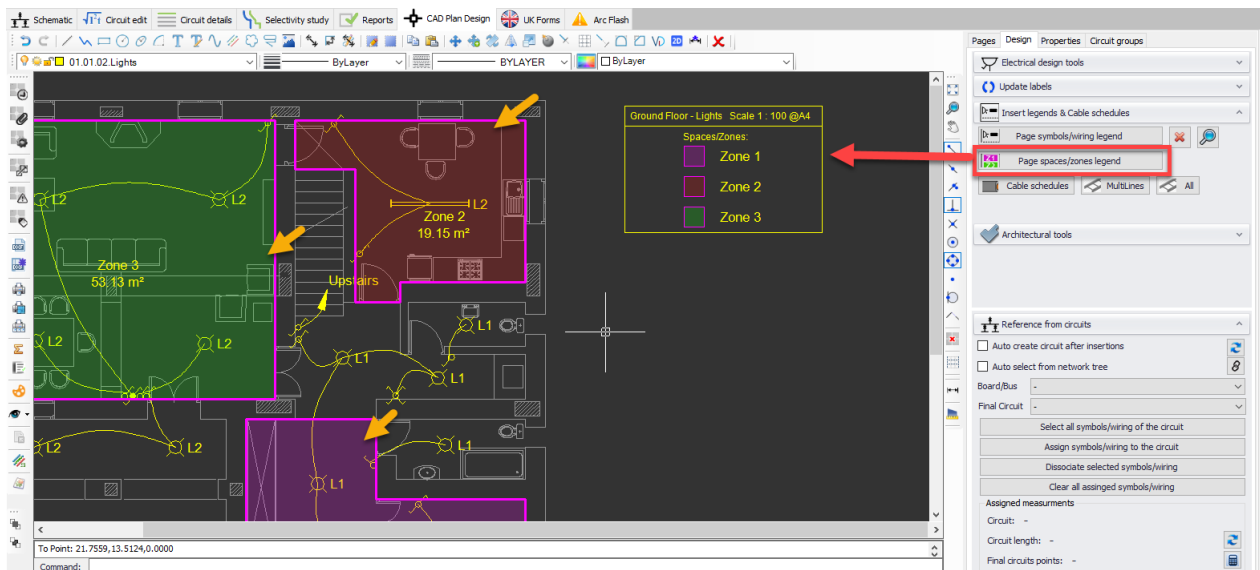 Schematic Circuit edit Circuit details Selectivity study Reports CAD Plan Design UK Forms Arc Flash
01.01.02.Lights ByLayer BYLAYER ByLayer
Pages Design Properties Circuit groups
Electrical design tools
Update labels
Insert legends & Cable schedules
Page symbols/wiring legend
Page spaces/zones legend
Cable schedules MultiLines All
Architectural tools
Reference from circuits
Auto create circuit after insertions
Auto select from network tree
Board/Bus -
Final Circuit -
Select all symbols/wiring of the circuit
Assign symbols/wiring to the circuit
Dissociate selected symbols/wiring
Clear all assinged symbols/wiring
Assigned measurments
Circuit: -
Circuit length: -
Final circuits points: -
Ground Floor - Lights Scale 1 : 100 @A4
Spaces/Zones:
Zone 1
Zone 2
Zone 3
L2
L2
L2
Zone 2
19.15 m²
Zone 3
53.13 m²
Upstairs
L1
L2
L2
L1
L1
L2
L2
L1
L1
To Point: 21.7559,13.5124,0.0000
Command: